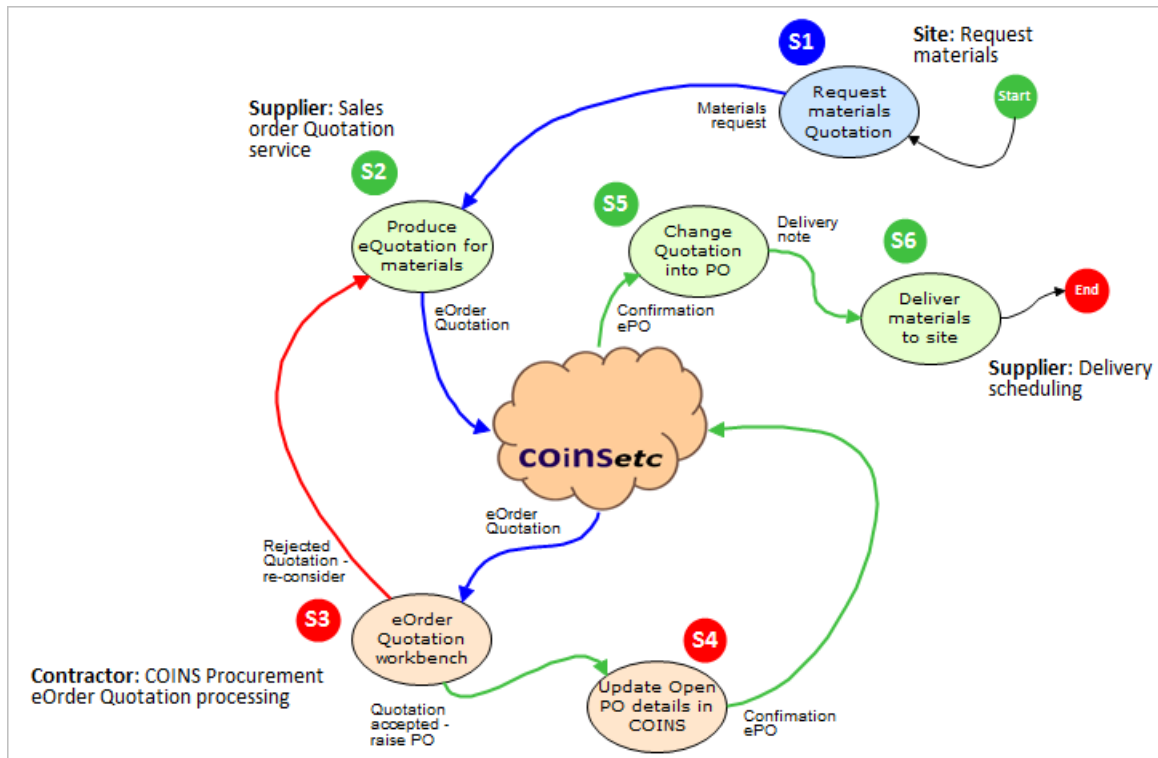 S1
Site: Request
materials
Start
Request
materials
Quotation
Materials
request
Supplier: Sales
order Quotation
service
S2
Produce
eQuotation for
materials
S5
Change
Quotation
into PO
Delivery
note
S6
Deliver
materials
to site
End
Supplier: Delivery
scheduling
eOrder
Quotation
Confirmation
ePO
coinsetc
eOrder
Quotation
Rejected
Quotation -
re-consider
S3
eOrder
Quotation
workbench
Contractor: COINS Procurement
eOrder Quotation processing
Quotation
accepted -
raise PO
S4
Update Open
PO details in
COINS
Confimation
ePO